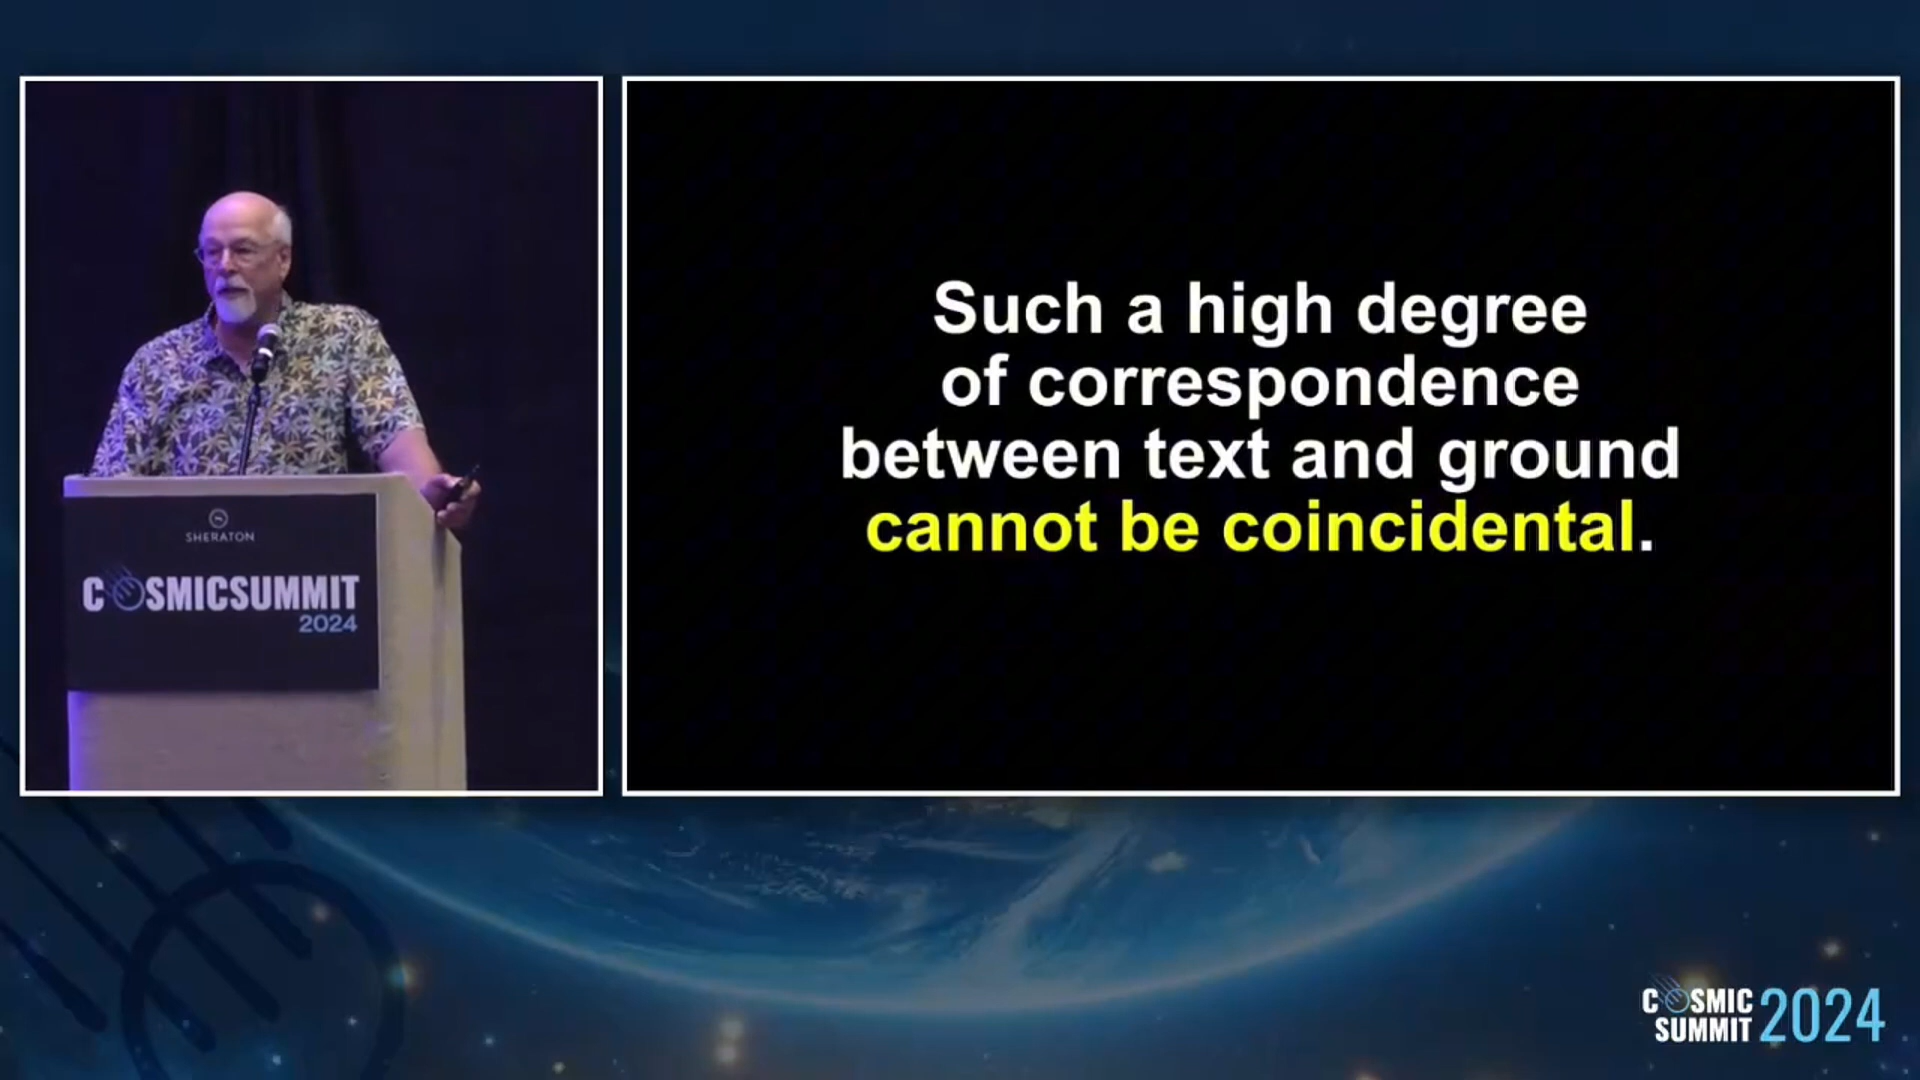 Such a high degree
of correspondence
between text and ground
cannot be coincidental.
SHERATON
COSMICSUMMIT
2024
COSMIC
SUMMIT 2024